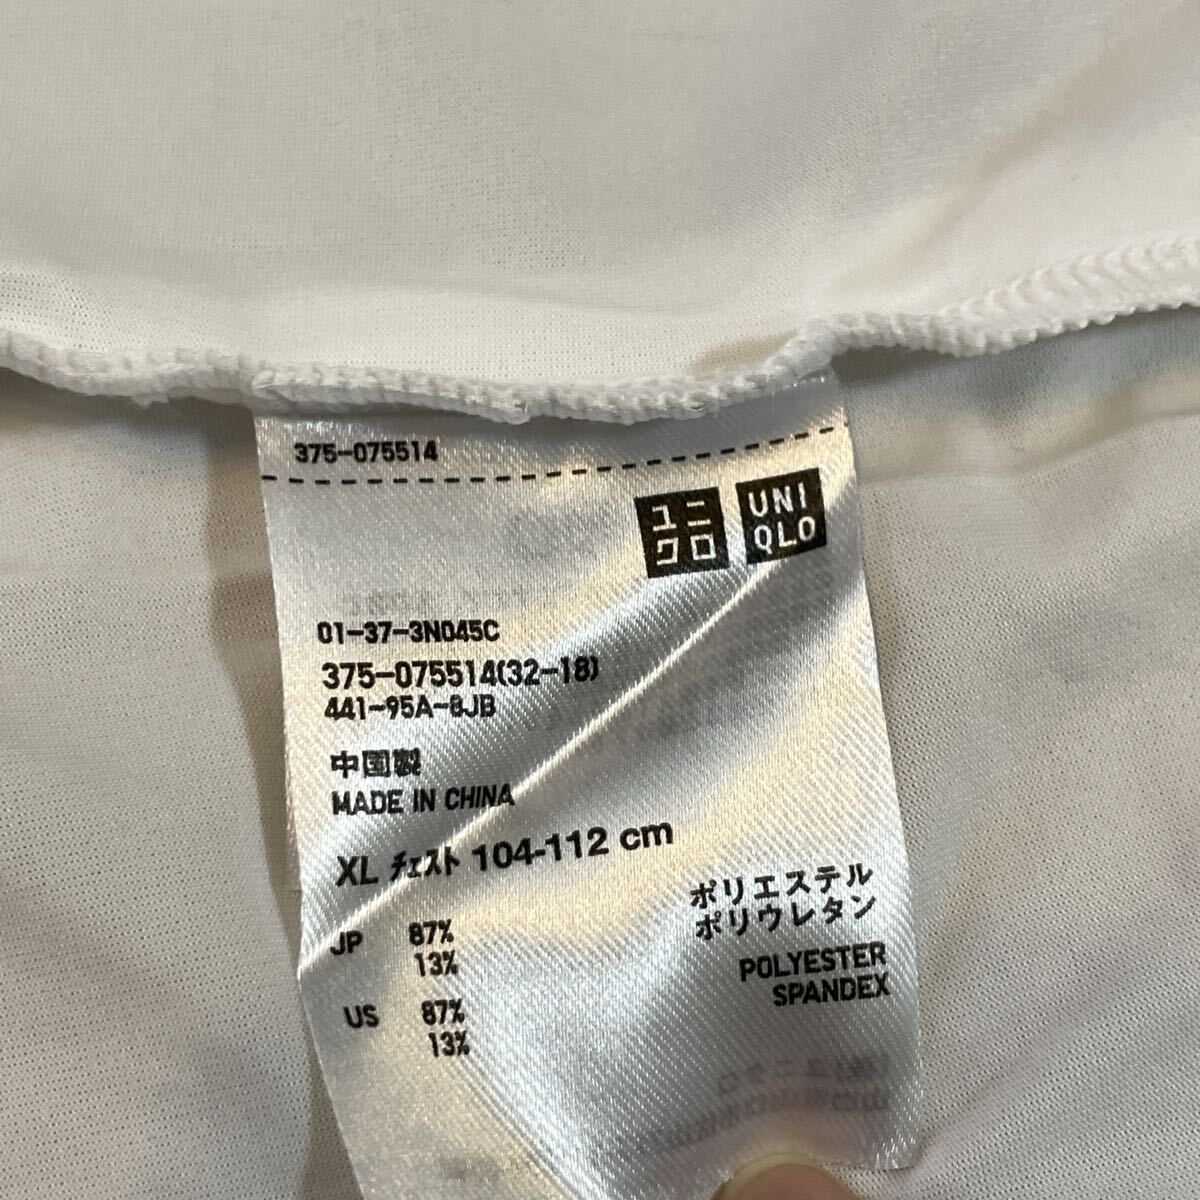 375-075514
ユニ
クロ
UNI
QLO
01-37-3N045C
375-075514(32-18)
441-95A-8JB
中国製
MADE IN CHINA
XL チェスト 104-112 cm
JP 87% ポリエステル
13% ポリウレタン
US 87% POLYESTER
13% SPANDEX